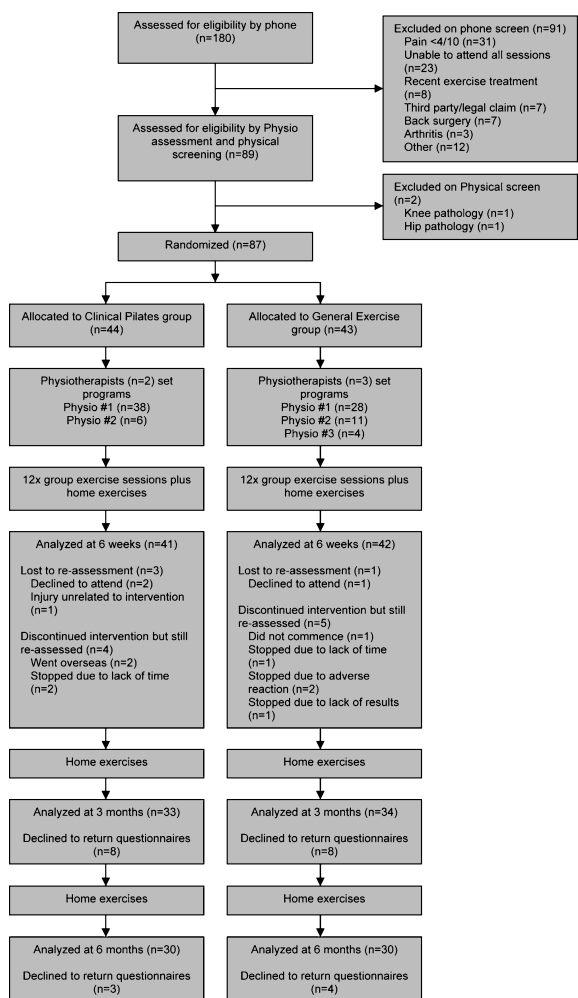 Assessed for eligibility by phone
(n=180)
Excluded on phone screen (n=91)
Pain <4/10 (n=31)
Unable to attend all sessions
(n=23)
Recent exercise treatment
(n=8)
Third party/legal claim (n=7)
Back surgery (n=7)
Arthritis (n=3)
Other (n=12)
Assessed for eligibility by Physio
assessment and physical
screening (n=89)
Excluded on Physical screen
(n=2)
Knee pathology (n=1)
Hip pathology (n=1)
Randomized (n=87)
Allocated to Clinical Pilates group
(n=44)
Allocated to General Exercise
group (n=43)
Physiotherapists (n=2) set
programs
Physio #1 (n=38)
Physio #2 (n=6)
Physiotherapists (n=3) set
programs
Physio #1 (n=28)
Physio #2 (n=11)
Physio #3 (n=4)
12x group exercise sessions plus
home exercises
12x group exercise sessions plus
home exercises
Analyzed at 6 weeks (n=41)
Lost to re-assessment (n=3)
Declined to attend (n=2)
Injury unrelated to intervention
(n=1)
Discontinued intervention but still
re-assessed (n=4)
Went overseas (n=2)
Stopped due to lack of time
(n=2)
Analyzed at 6 weeks (n=42)
Lost to re-assessment (n=1)
Declined to attend (n=1)
Discontinued intervention but still
re-assessed (n=5)
Did not commence (n=1)
Stopped due to lack of time
(n=1)
Stopped due to adverse
reaction (n=2)
Stopped due to lack of results
(n=1)
Home exercises
Home exercises
Analyzed at 3 months (n=33)
Declined to return questionnaires
(n=8)
Analyzed at 3 months (n=34)
Declined to return questionnaires
(n=8)
Home exercises
Home exercises
Analyzed at 6 months (n=30)
Declined to return questionnaires
(n=3)
Analyzed at 6 months (n=30)
Declined to return questionnaires
(n=4)